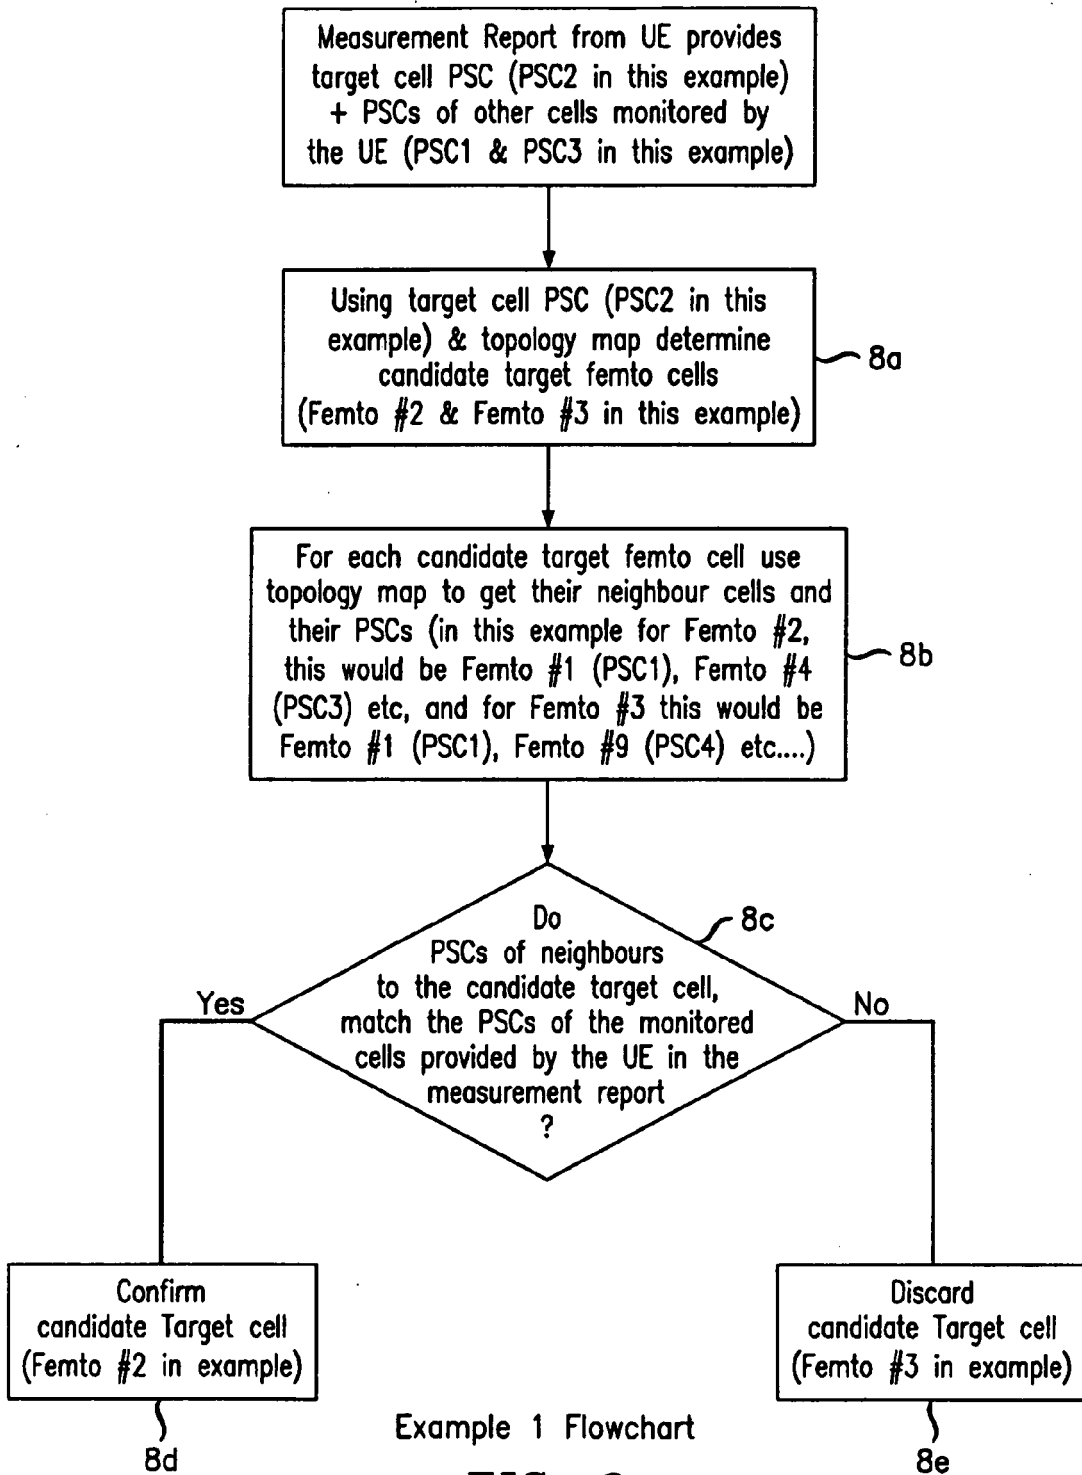 Measurement Report from UE provides
target cell PSC (PSC2 in this example)
+ PSCs of other cells monitored by
the UE (PSC1 & PSC3 in this example)
Using target cell PSC (PSC2 in this
example) & topology map determine
candidate target femto cells
(Femto #2 & Femto #3 in this example)
8a
For each candidate target femto cell use
topology map to get their neighbour cells and
their PSCs (in this example for Femto #2,
this would be Femto #1 (PSC1), Femto #4
(PSC3) etc, and for Femto #3 this would be
Femto #1 (PSC1), Femto #9 (PSC4) etc....)
8b
Do
PSCs of neighbours
to the candidate target cell,
match the PSCs of the monitored
cells provided by the UE in the
measurement report
?
8c
Yes
No
Confirm
candidate Target cell
(Femto #2 in example)
8d
Discard
candidate Target cell
(Femto #3 in example)
8e
Example 1 Flowchart